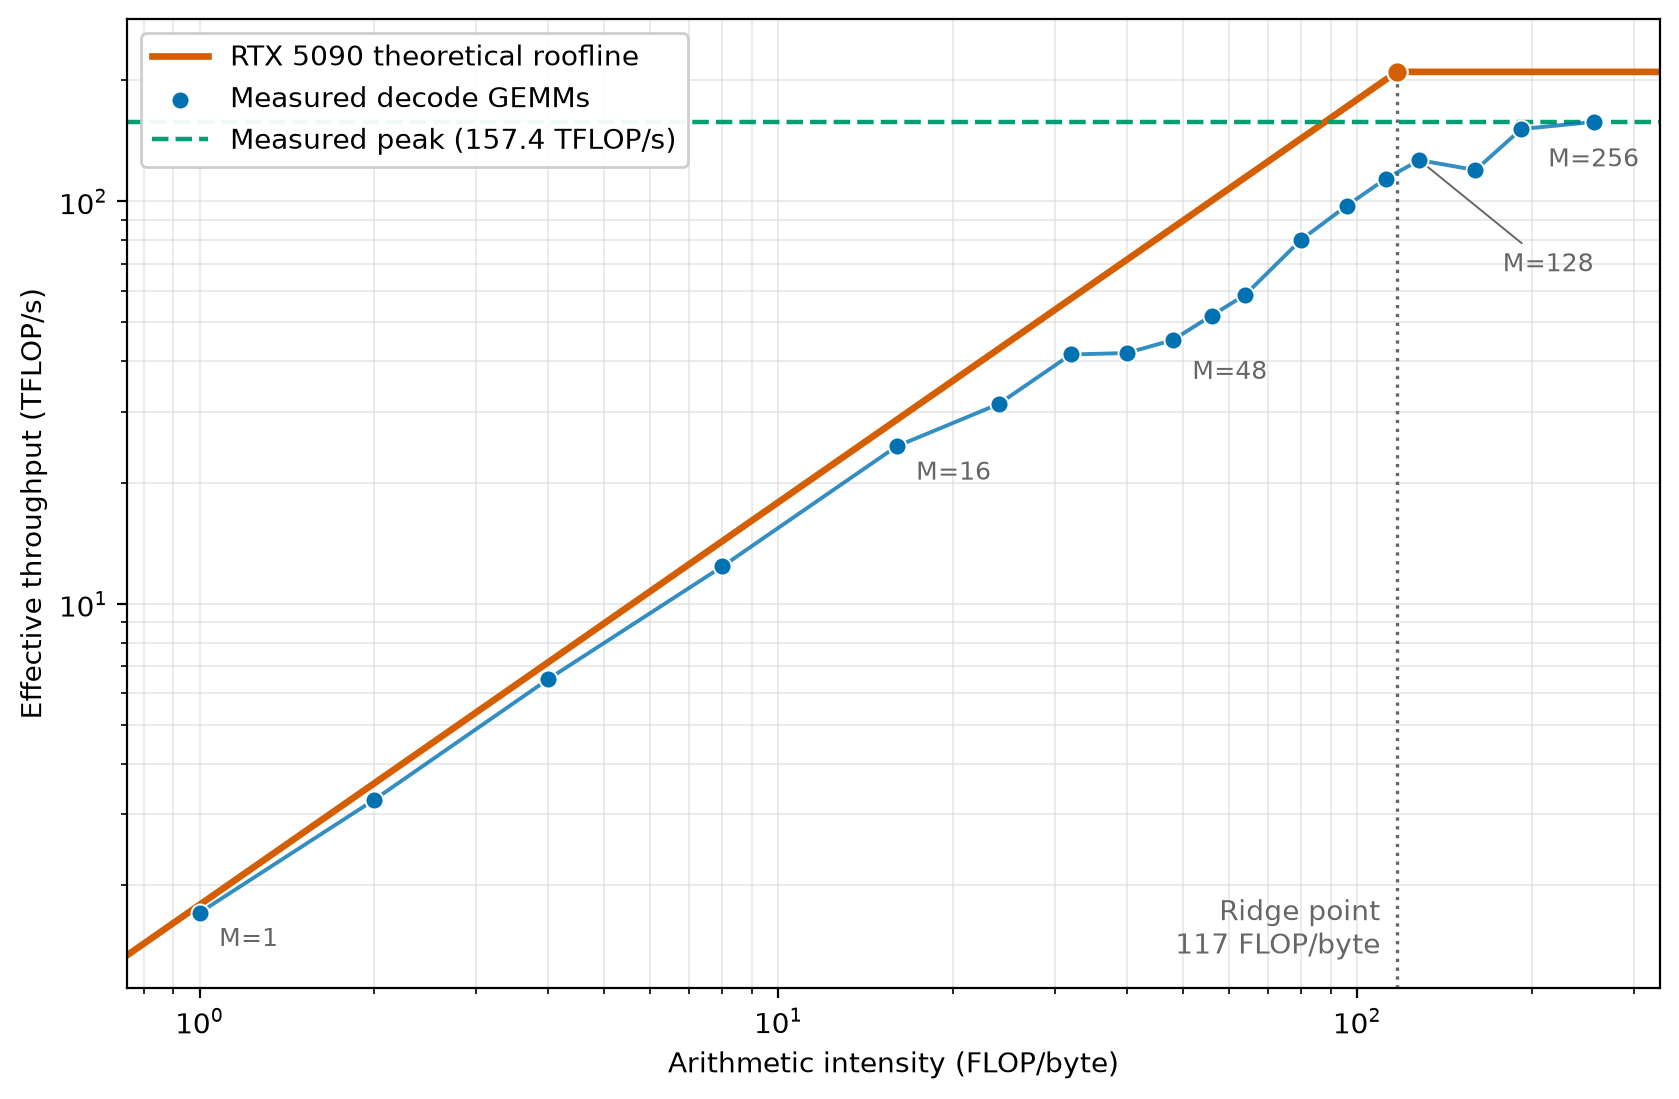 RTX 5090 theoretical roofline
Measured decode GEMMs
Measured peak (157.4 TFLOP/s)
M=256
M=128
M=48
M=16
M=1
Ridge point
117 FLOP/byte
10²
10¹
Effective throughput (TFLOP/s)
10⁰
10¹
10²
Arithmetic intensity (FLOP/byte)